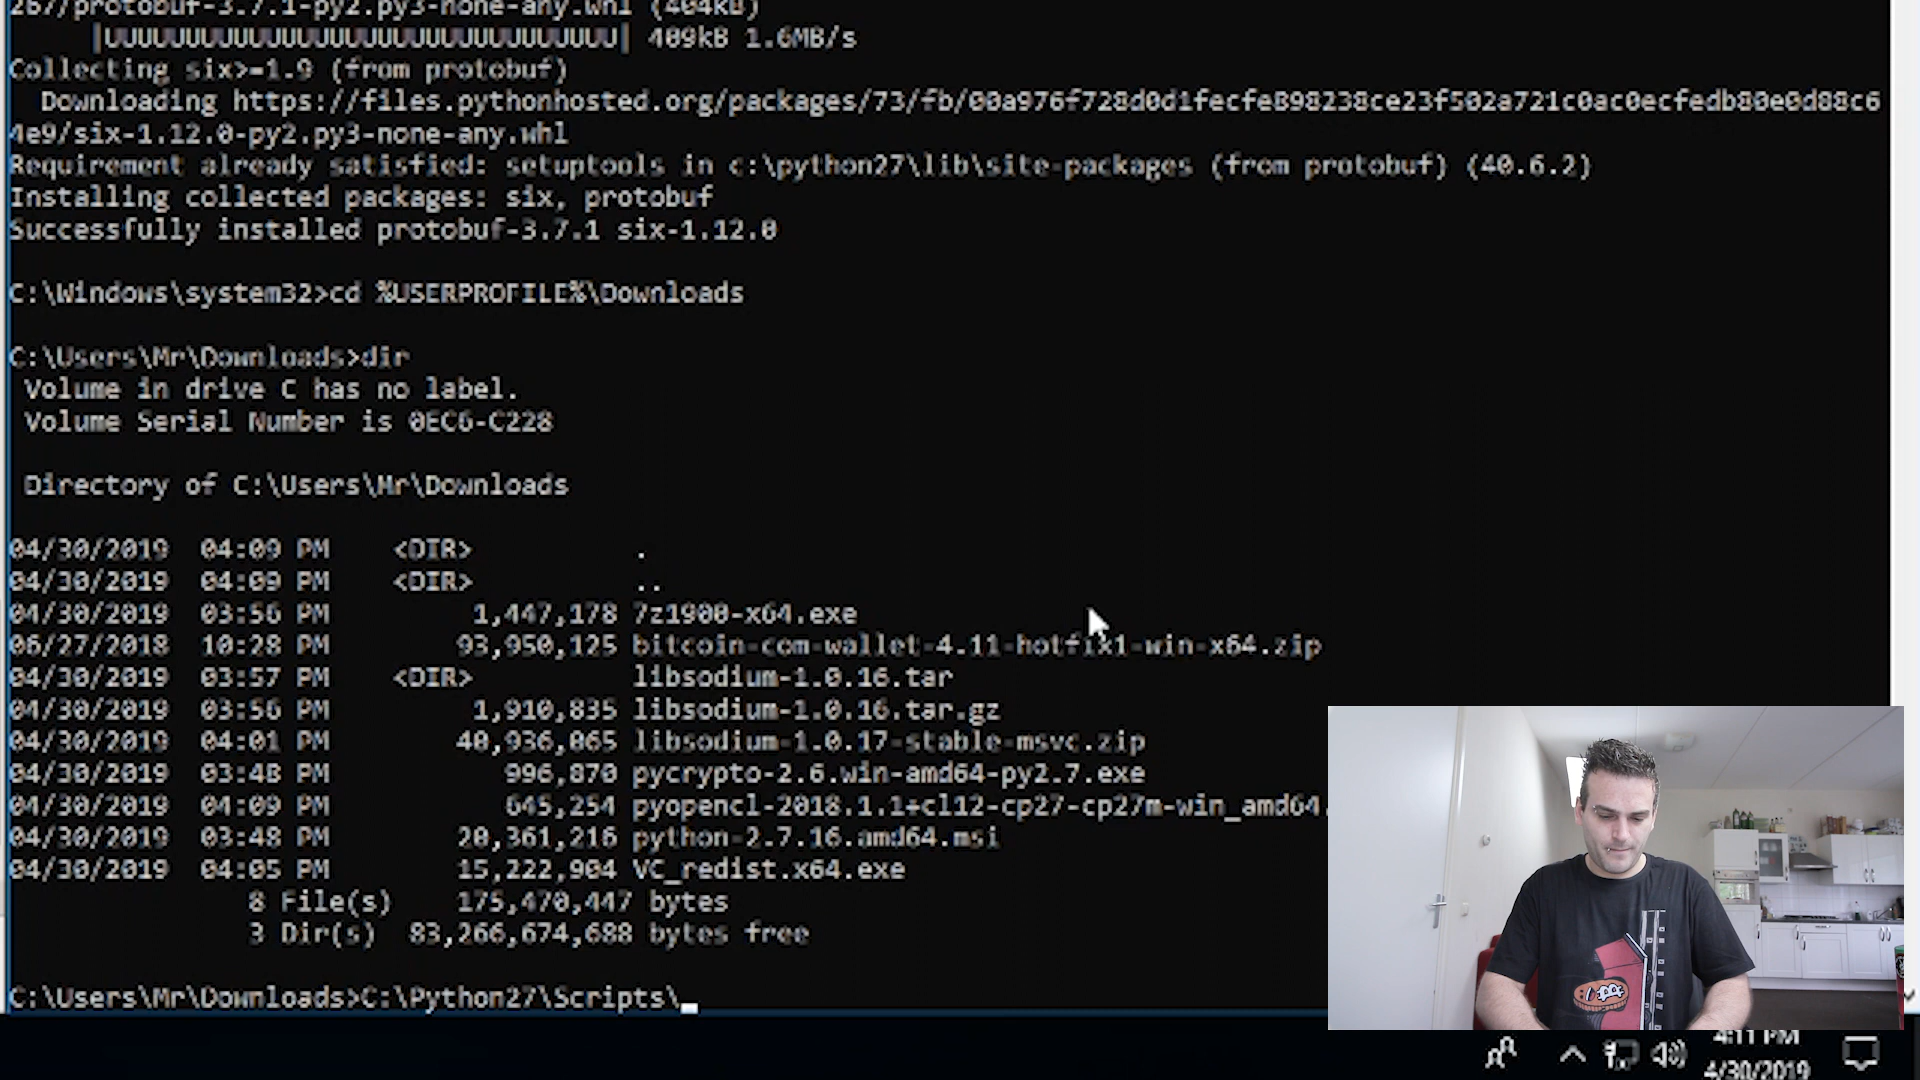 267/protobuf-3.7.1-py2.py3-none-any.whl (404kB)
409kB 1.6MB/s
Collecting six>=1.9 (from protobuf)
Downloading https://files.pythonhosted.org/packages/73/fb/00a976f728d0d1fecfe898238ce23f502a721c0ac0ecfedb80e0d88c6
4e9/six-1.12.0-py2.py3-none-any.whl
Requirement already satisfied: setuptools in c:\python27\lib\site-packages (from protobuf) (40.6.2)
Installing collected packages: six, protobuf
Successfully installed protobuf-3.7.1 six-1.12.0
C:\Windows\system32>cd %USERPROFILE%\Downloads
C:\Users\Mr\Downloads>dir
Volume in drive C has no label.
Volume Serial Number is 0EC6-C228
Directory of C:\Users\Mr\Downloads
04/30/2019 04:09 PM <DIR> .
04/30/2019 04:09 PM <DIR> ..
04/30/2019 03:56 PM 1,447,178 7z1900-x64.exe
06/27/2018 10:28 PM 93,950,125 bitcoin-com-wallet-4.11-hotfix1-win-x64.zip
04/30/2019 03:57 PM <DIR> libsodium-1.0.16.tar
04/30/2019 03:56 PM 1,910,835 libsodium-1.0.16.tar.gz
04/30/2019 04:01 PM 40,936,065 libsodium-1.0.17-stable-msvc.zip
04/30/2019 03:48 PM 996,870 pycrypto-2.6.win-amd64-py2.7.exe
04/30/2019 04:09 PM 645,254 pyopencl-2018.1.1+cl12-cp27-cp27m-win_amd64.
04/30/2019 03:48 PM 20,361,216 python-2.7.16.amd64.msi
04/30/2019 04:05 PM 15,222,904 VC_redist.x64.exe
8 File(s) 175,470,447 bytes
3 Dir(s) 83,266,674,688 bytes free
C:\Users\Mr\Downloads>C:\Python27\Scripts\
4:11 PM
4/30/2019